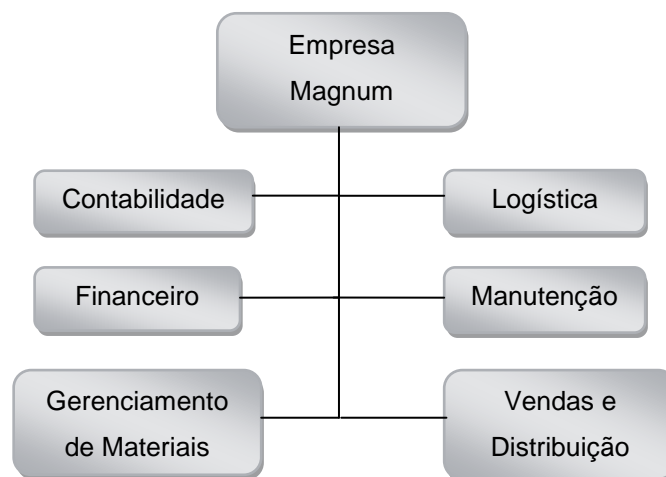 Empresa
Magnum
Contabilidade
Logística
Financeiro
Manutenção
Gerenciamento
de Materiais
Vendas e
Distribuição